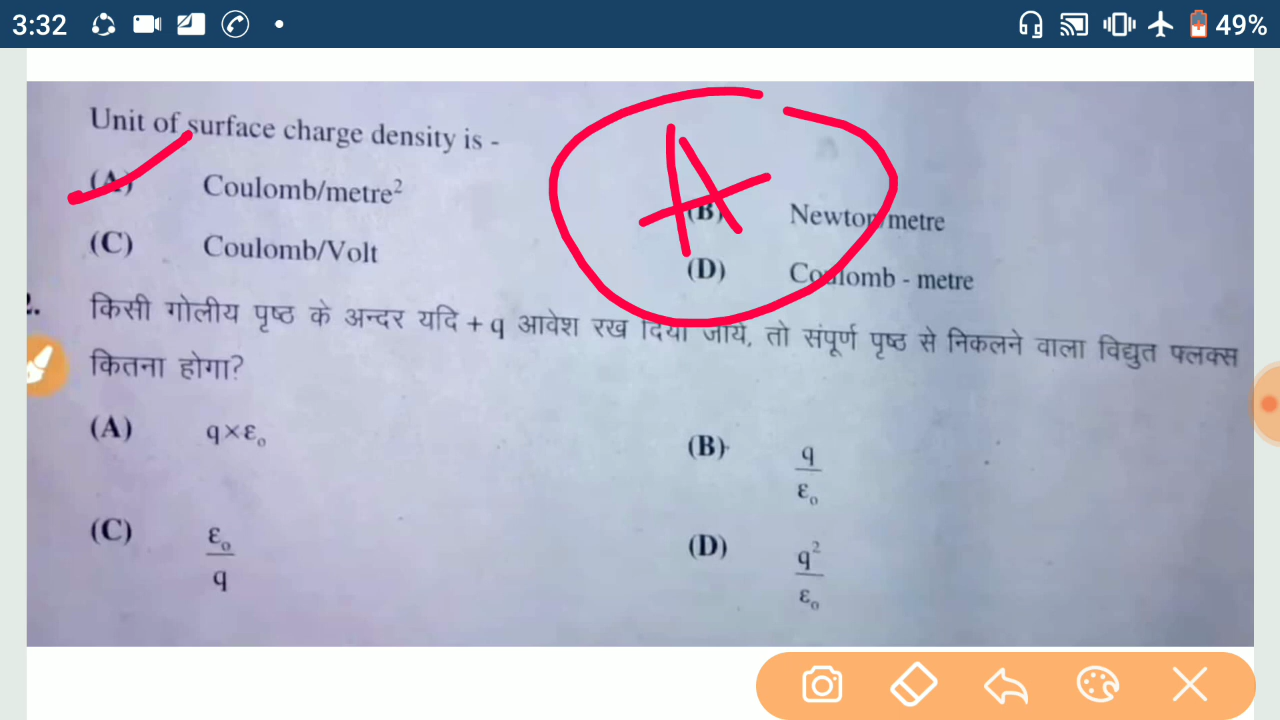 3:32
49%
Unit of surface charge density is -
(A) Coulomb/metre²
A
(B) Newton/metre
(C) Coulomb/Volt
(D) Coulomb - metre
2. किसी गोलीय पृष्ठ के अन्दर यदि + q आवेश रख दिया जाये, तो संपूर्ण पृष्ठ से निकलने वाला विद्युत फ्लक्स
कितना होगा?
(A) q×ε₀
(B) q/ε₀
(C) ε₀/q
(D) q²/ε₀